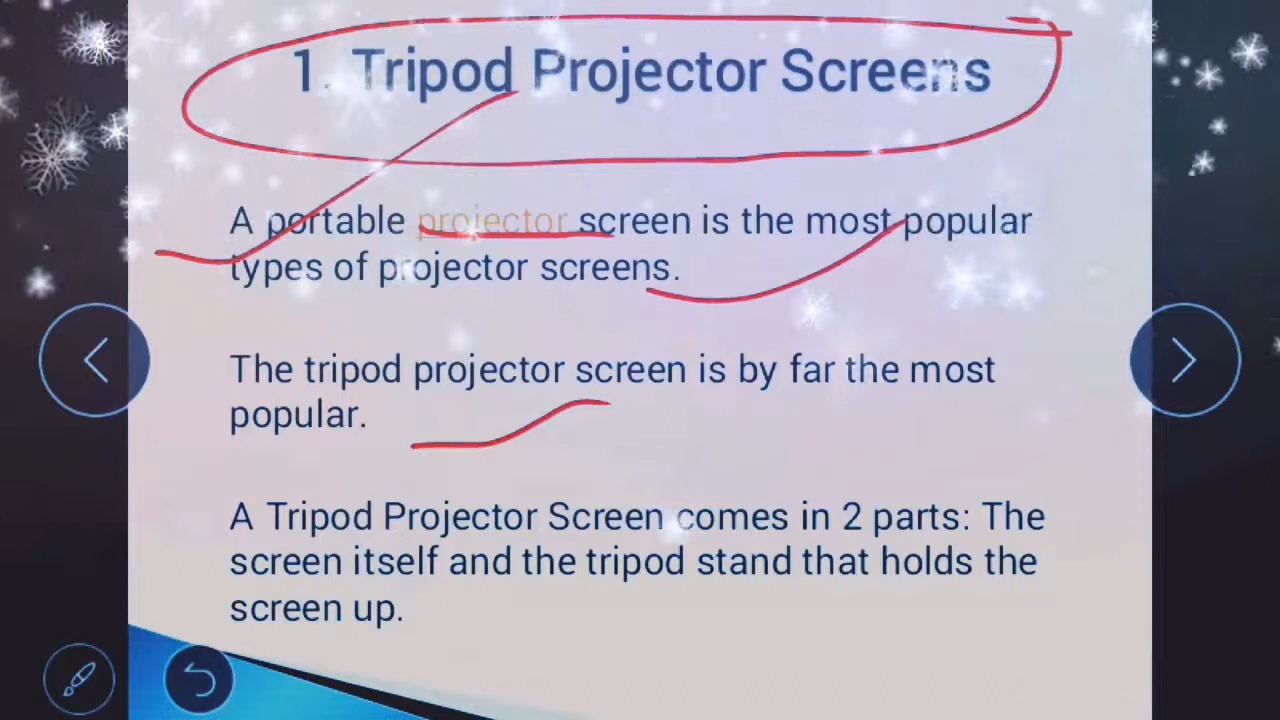 1. Tripod Projector Screens
A portable projector screen is the most popular
types of projector screens.
The tripod projector screen is by far the most
popular.
A Tripod Projector Screen comes in 2 parts: The
screen itself and the tripod stand that holds the
screen up.